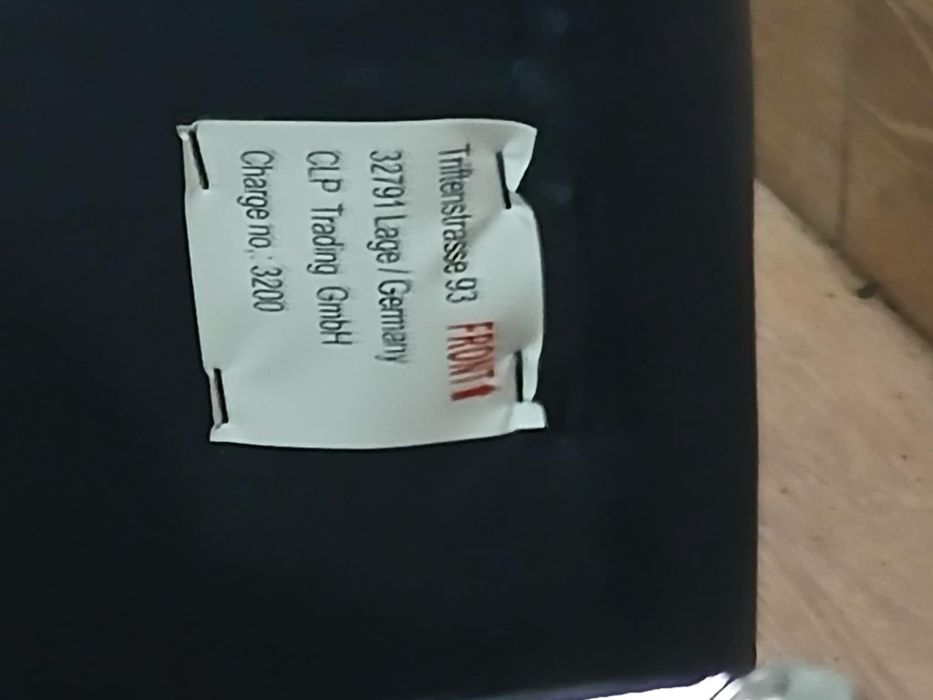 Triftenstrasse 93 FRONT⬆
32791 Lage / Germany
CLP Trading GmbH
Charge no.: 3200